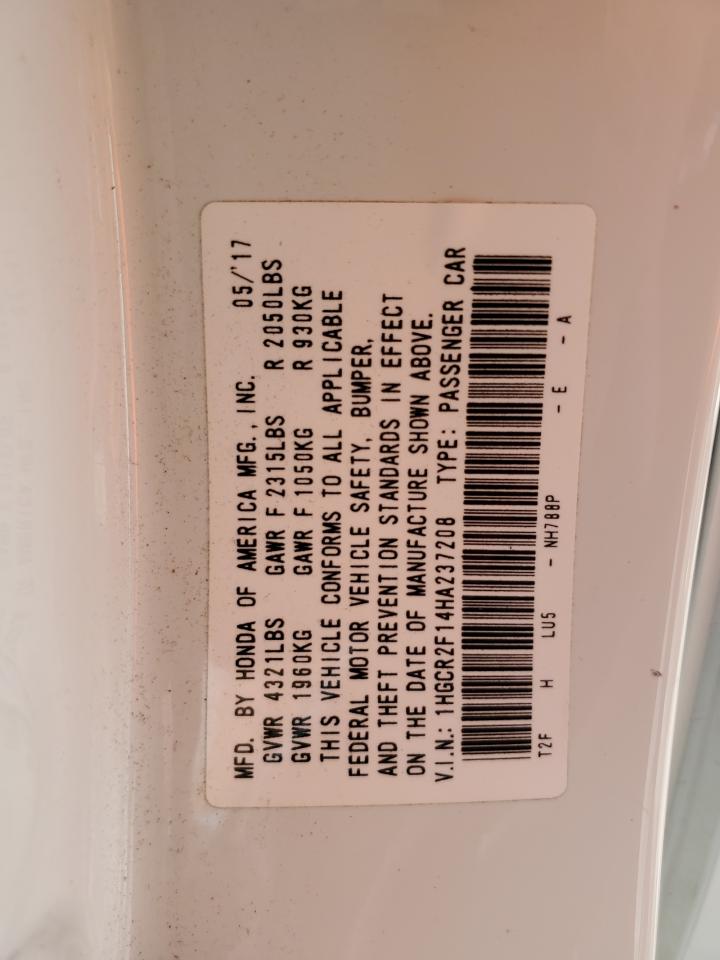 MFD. BY HONDA OF AMERICA MFG., INC. 05/'17
GVWR 4321LBS GAWR F 2315LBS R 2050LBS
GVWR 1960KG GAWR F 1050KG R 930KG
THIS VEHICLE CONFORMS TO ALL APPLICABLE
FEDERAL MOTOR VEHICLE SAFETY, BUMPER,
AND THEFT PREVENTION STANDARDS IN EFFECT
ON THE DATE OF MANUFACTURE SHOWN ABOVE.
V.I.N.: 1HGCR2F14HA237208 TYPE: PASSENGER CAR
T2F H LU5 - NH788P - E - A